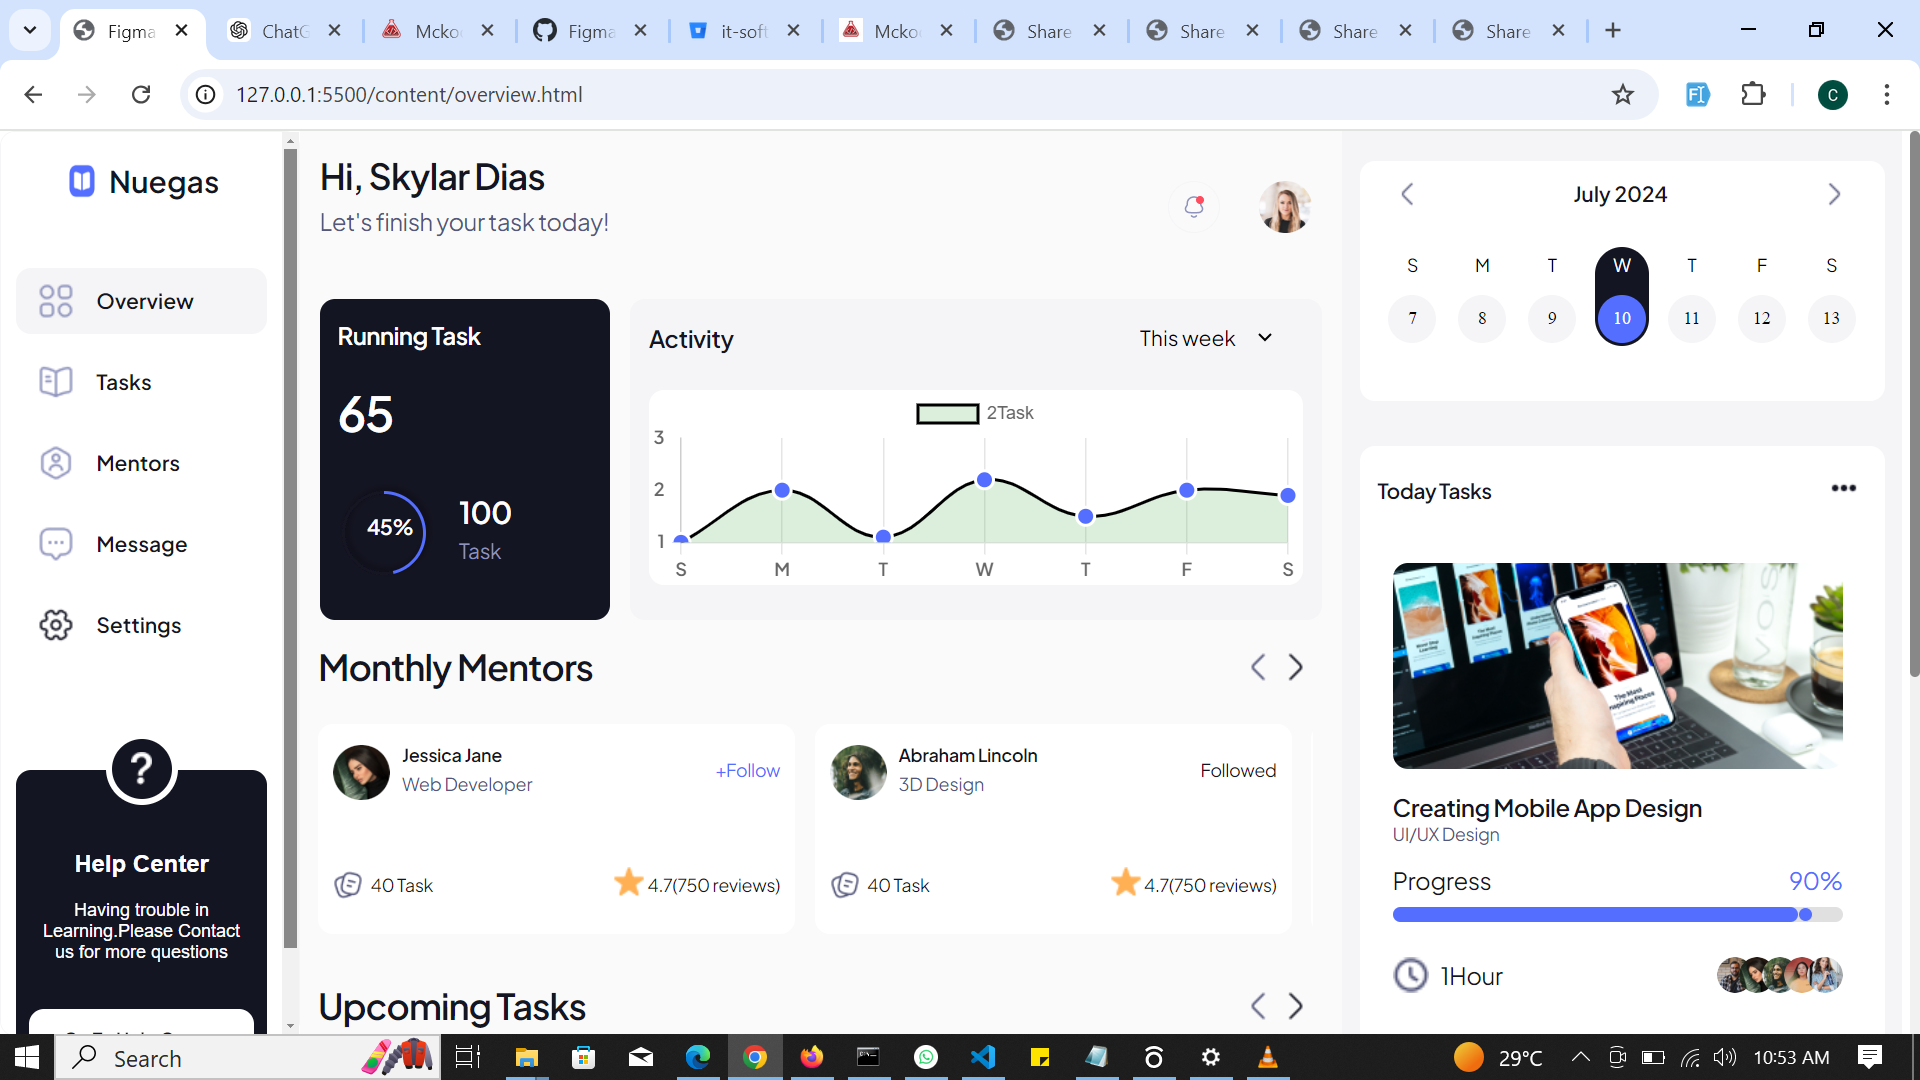 Figma
ChatG
Mcko
Figma
it-soft
Mcko
Share
Share
Share
Share
127.0.0.1:5500/content/overview.html
C
Nuegas
Overview
Tasks
Mentors
Message
Settings
?
Help Center
Having trouble in
Learning.Please Contact
us for more questions
Hi, Skylar Dias
Let's finish your task today!
Running Task
65
45%
100
Task
Activity
This week
2Task
3
2
1
S M T W T F S
Monthly Mentors
Jessica Jane
Web Developer
+Follow
40 Task
4.7(750 reviews)
Abraham Lincoln
3D Design
Followed
40 Task
4.7(750 reviews)
Upcoming Tasks
July 2024
S M T W T F S
7 8 9 10 11 12 13
Today Tasks
Creating Mobile App Design
UI/UX Design
Progress
90%
1Hour
Search
29°C
10:53 AM